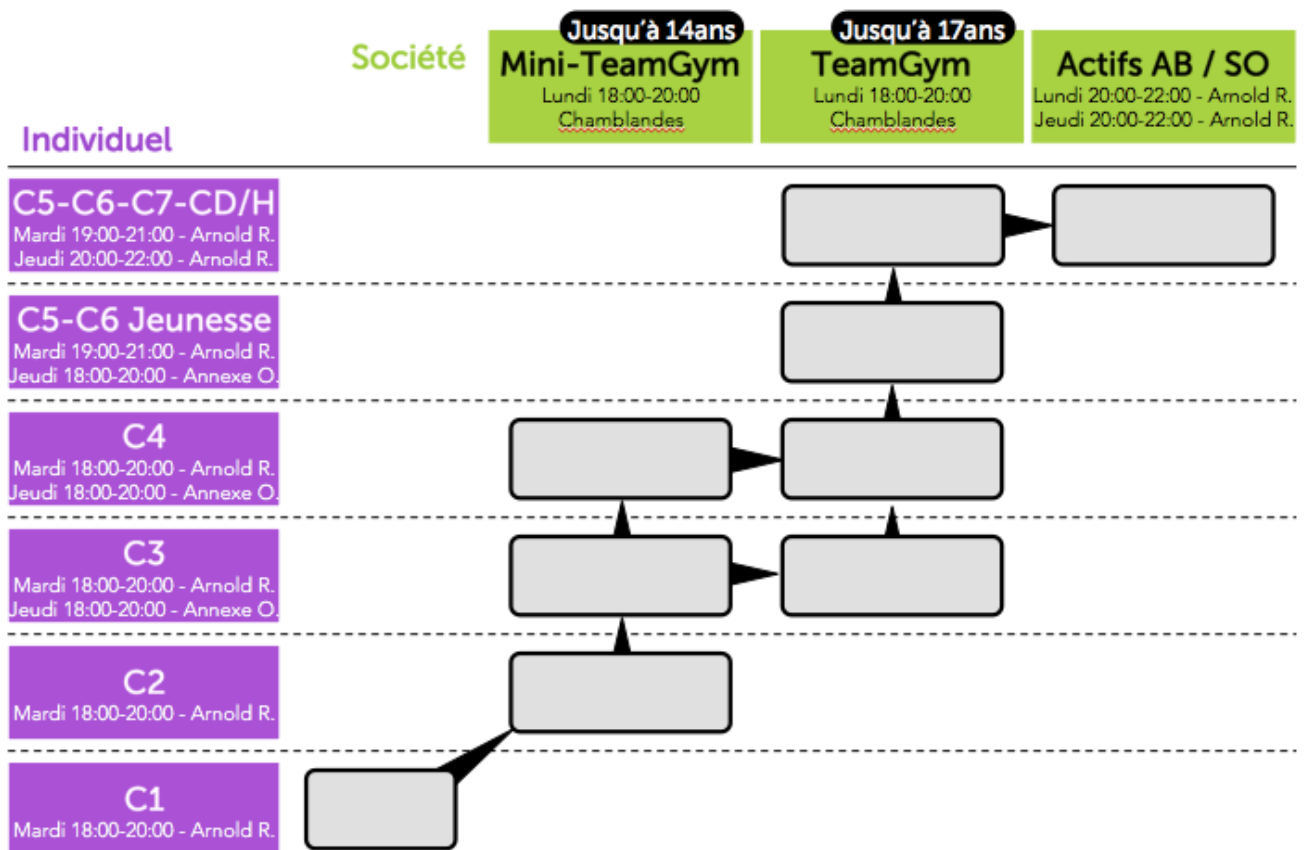 Jusqu'à 14ans
Jusqu'à 17ans
Société
Mini-TeamGym
Lundi 18:00-20:00
Chamblandes
TeamGym
Lundi 18:00-20:00
Chamblandes
Actifs AB / SO
Lundi 20:00-22:00 - Arnold R.
Jeudi 20:00-22:00 - Arnold R.
Individuel
C5-C6-C7-CD/H
Mardi 19:00-21:00 - Arnold R.
Jeudi 20:00-22:00 - Arnold R.
C5-C6 Jeunesse
Mardi 19:00-21:00 - Arnold R.
Jeudi 18:00-20:00 - Annexe O.
C4
Mardi 18:00-20:00 - Arnold R.
Jeudi 18:00-20:00 - Annexe O.
C3
Mardi 18:00-20:00 - Arnold R.
Jeudi 18:00-20:00 - Annexe O.
C2
Mardi 18:00-20:00 - Arnold R.
C1
Mardi 18:00-20:00 - Arnold R.